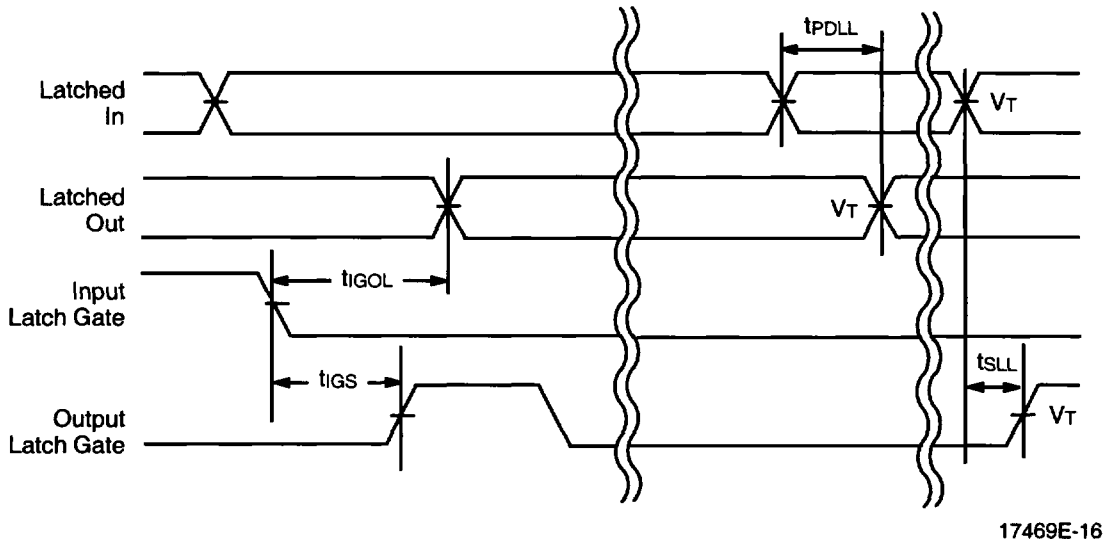 tPDLL
Latched
In
VT
Latched
Out
VT
tIGOL
Input
Latch Gate
tSLL
tIGS
Output
Latch Gate
VT
17469E-16